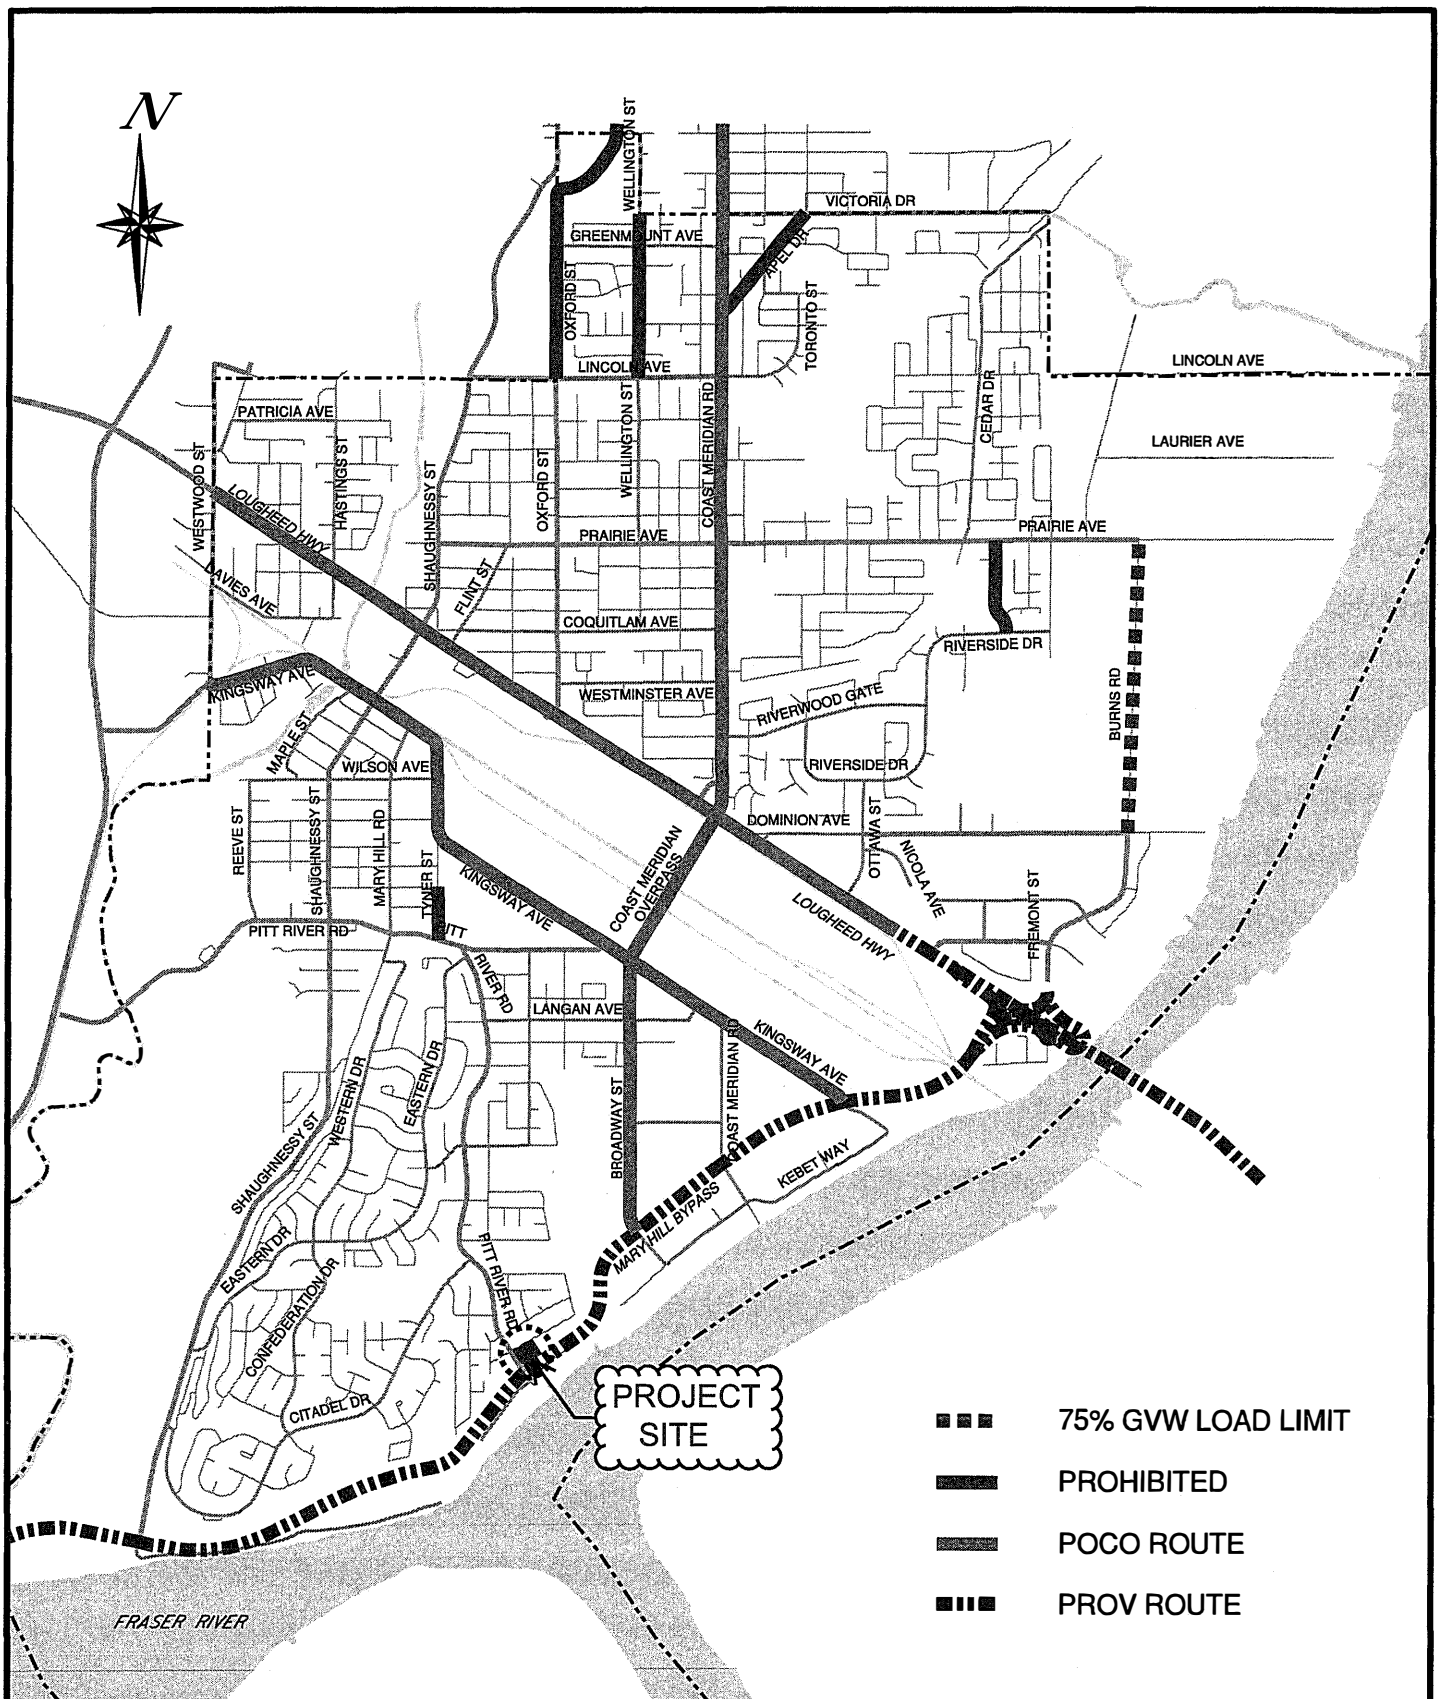 N
WELLINGTON ST
VICTORIA DR
GREENMOUNT AVE
APEL DR
OXFORD ST
TORONTO ST
LINCOLN AVE
LINCOLN AVE
PATRICIA AVE
CEDAR DR
WELLINGTON ST
COAST MERIDIAN RD
LAURIER AVE
WESTWOOD ST
HASTINGS ST
SHAUGHNESSY ST
OXFORD ST
LOUGHEED HWY
PRAIRIE AVE
PRAIRIE AVE
DAVIES AVE
FLINT ST
COQUITLAM AVE
RIVERSIDE DR
KINGSWAY AVE
WESTMINSTER AVE
RIVERWOOD GATE
BURNS RD
MAPLE ST
WILSON AVE
RIVERSIDE DR
REEVE ST
SHAUGHNESSY ST
MARY HILL RD
TYNER ST
DOMINION AVE
OTTAWA ST
NICOLA AVE
COAST MERIDIAN
OVERPASS
KINGSWAY AVE
LOUGHEED HWY
FREMONT ST
PITT RIVER RD
PITT
RIVER RD
LANGAN AVE
KINGSWAY AVE
COAST MERIDIAN RD
WESTERN DR
EASTERN DR
BROADWAY ST
SHAUGHNESSY ST
KEBET WAY
MARY HILL BYPASS
EASTERN DR
CONFEDERATION DR
PITT RIVER RD
CITADEL DR
PROJECT
SITE
75% GVW LOAD LIMIT
PROHIBITED
POCO ROUTE
PROV ROUTE
FRASER RIVER